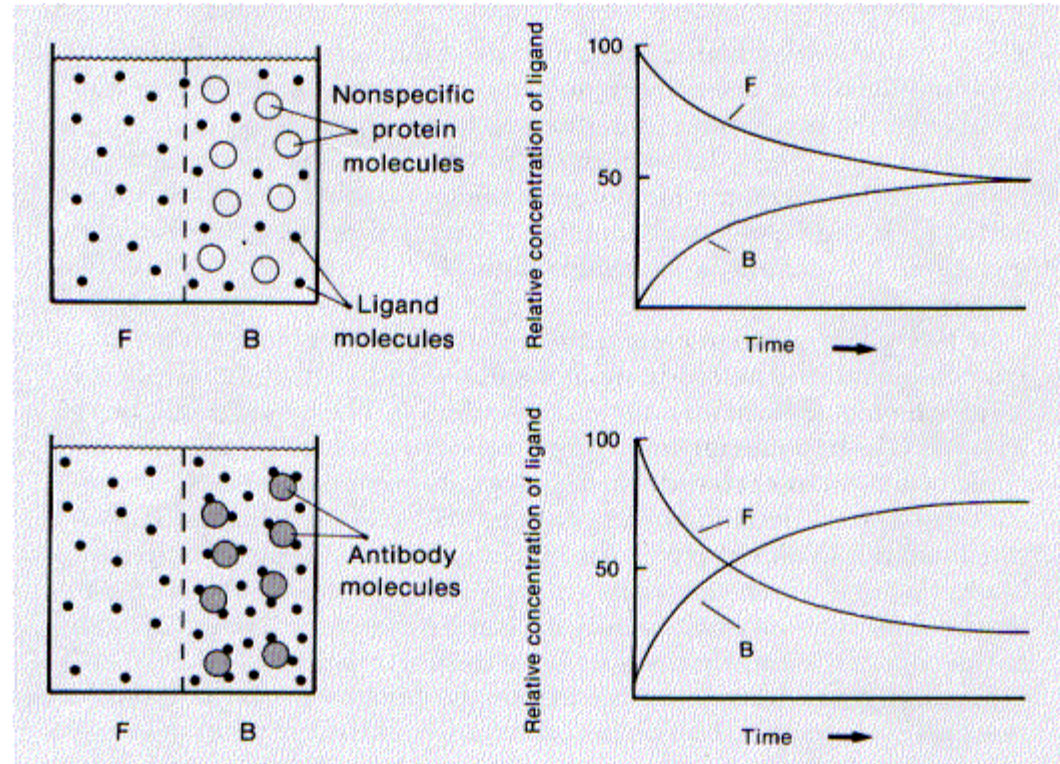 Nonspecific
protein
molecules
Ligand
molecules
F
B
Relative concentration of ligand
100
50
F
B
Time
Antibody
molecules
F
B
Relative concentration of ligand
100
50
F
B
Time